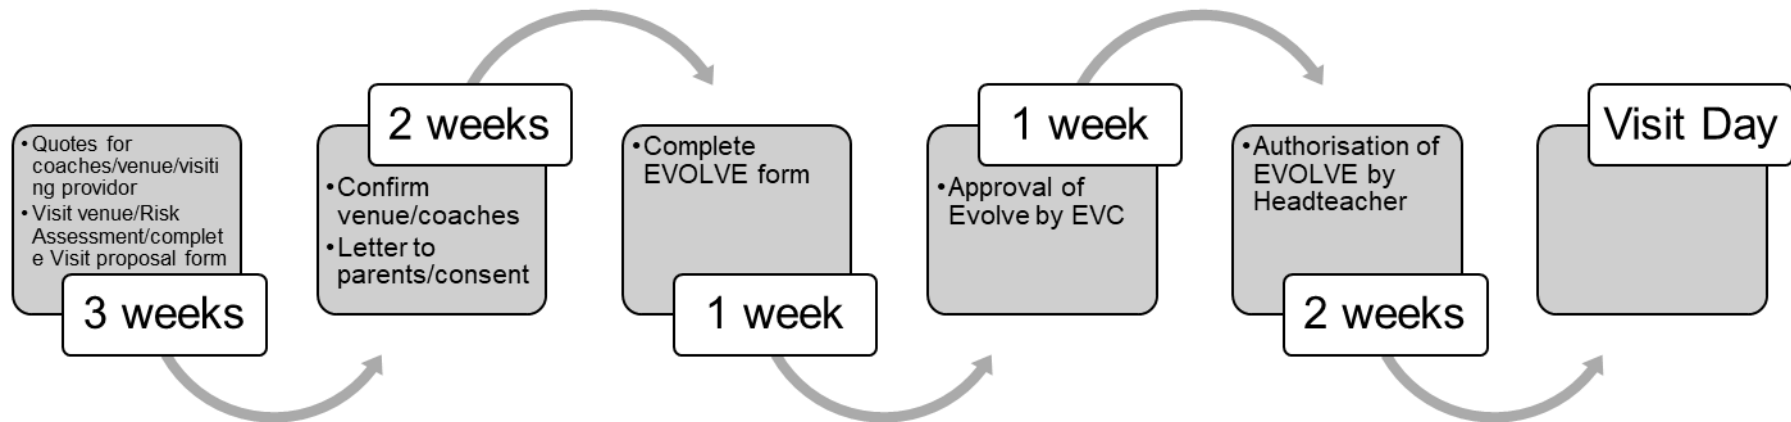 • Quotes for
coaches/venue/visiti
ng providor
• Visit venue/Risk
Assessment/complet
e Visit proposal form
3 weeks
2 weeks
• Confirm
venue/coaches
• Letter to
parents/consent
• Complete
EVOLVE form
1 week
1 week
• Approval of
Evolve by EVC
• Authorisation of
EVOLVE by
Headteacher
2 weeks
Visit Day